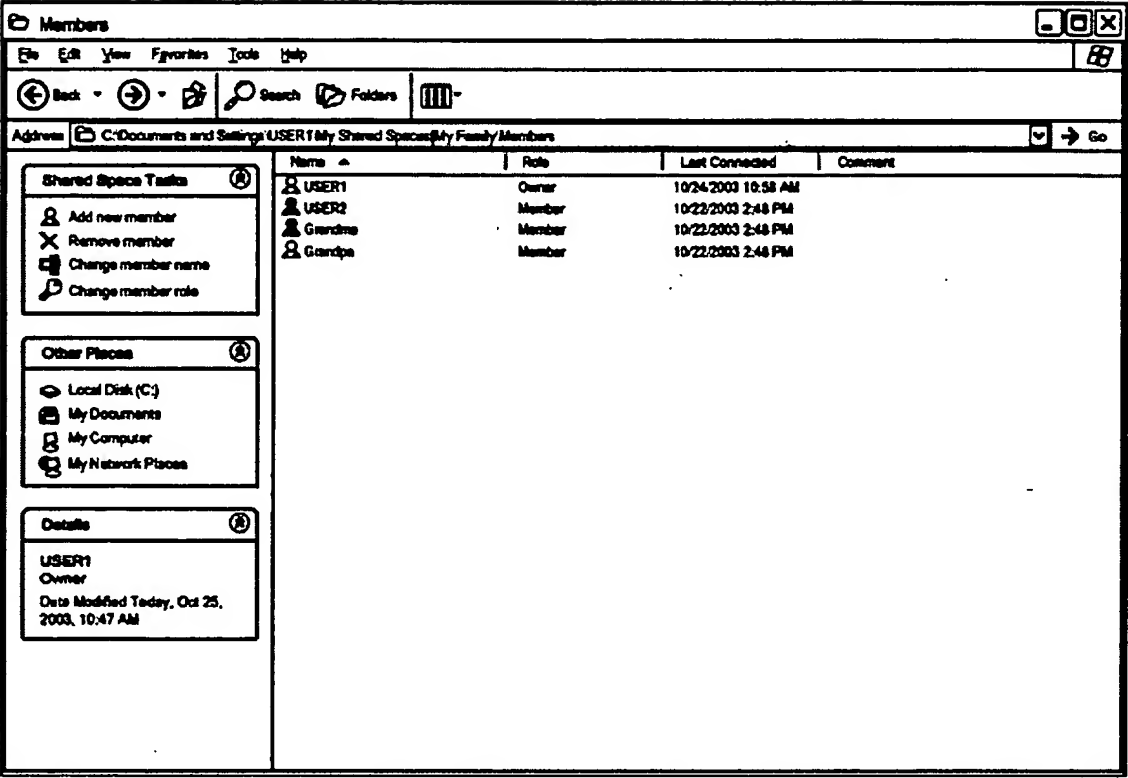 Members
File Edit View Favorites Tools Help
Back Search Folders
Address C:\Documents and Settings\USER1\My Shared Spaces\My Family\Members Go
Shared Space Tasks
Add new member
Remove member
Change member name
Change member role
Other Places
Local Disk (C:)
My Documents
My Computer
My Network Places
Details
USER1
Owner
Date Modified Today, Oct 25,
2003, 10:47 AM
Name Role Last Connected Comment
USER1 Owner 10/24/2003 10:58 AM
USER2 Member 10/22/2003 2:48 PM
Grandma Member 10/22/2003 2:48 PM
Grandpa Member 10/22/2003 2:48 PM